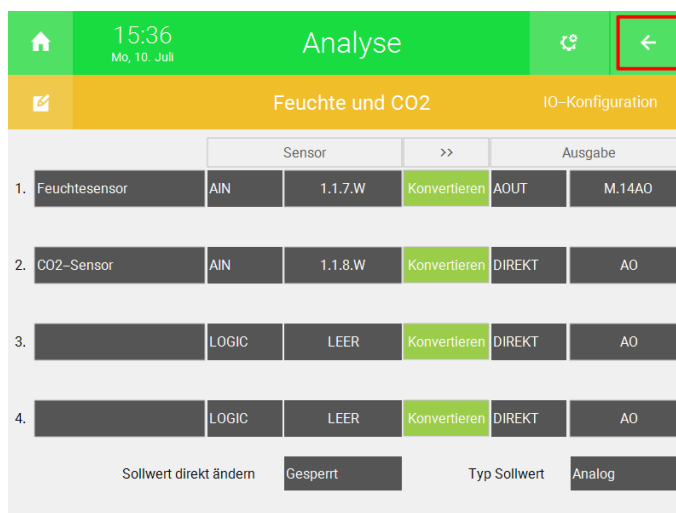 15:36 Analyse
Mo, 10. Juli
Feuchte und CO2 IO-Konfiguration
Sensor >> Ausgabe
1. Feuchtesensor AIN 1.1.7.W Konvertieren AOUT M.14AO
2. CO2-Sensor AIN 1.1.8.W Konvertieren DIREKT AO
3. LOGIC LEER Konvertieren DIREKT AO
4. LOGIC LEER Konvertieren DIREKT AO
Sollwert direkt ändern Gesperrt Typ Sollwert Analog